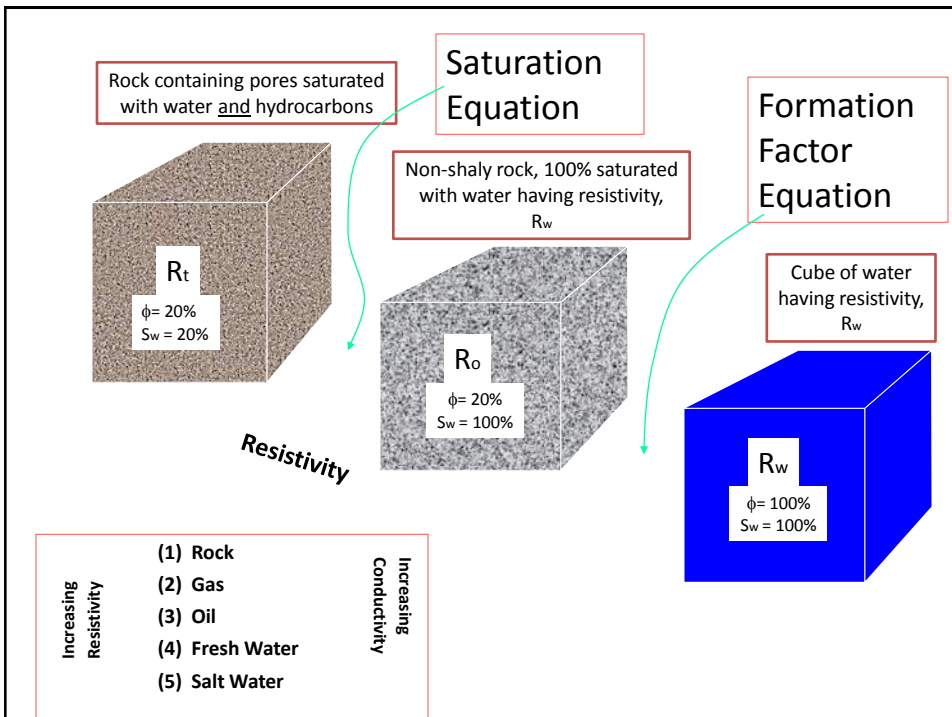 Rock containing pores saturated
with water and hydrocarbons
Saturation
Equation
Formation
Factor
Equation
Non-shaly rock, 100% saturated
with water having resistivity,
Rw
Cube of water
having resistivity,
Rw
Rt
ϕ= 20%
Sw = 20%
Ro
ϕ= 20%
Sw = 100%
Rw
ϕ= 100%
Sw = 100%
Resistivity
Increasing
Resistivity
(1) Rock
(2) Gas
(3) Oil
(4) Fresh Water
(5) Salt Water
Increasing
Conductivity